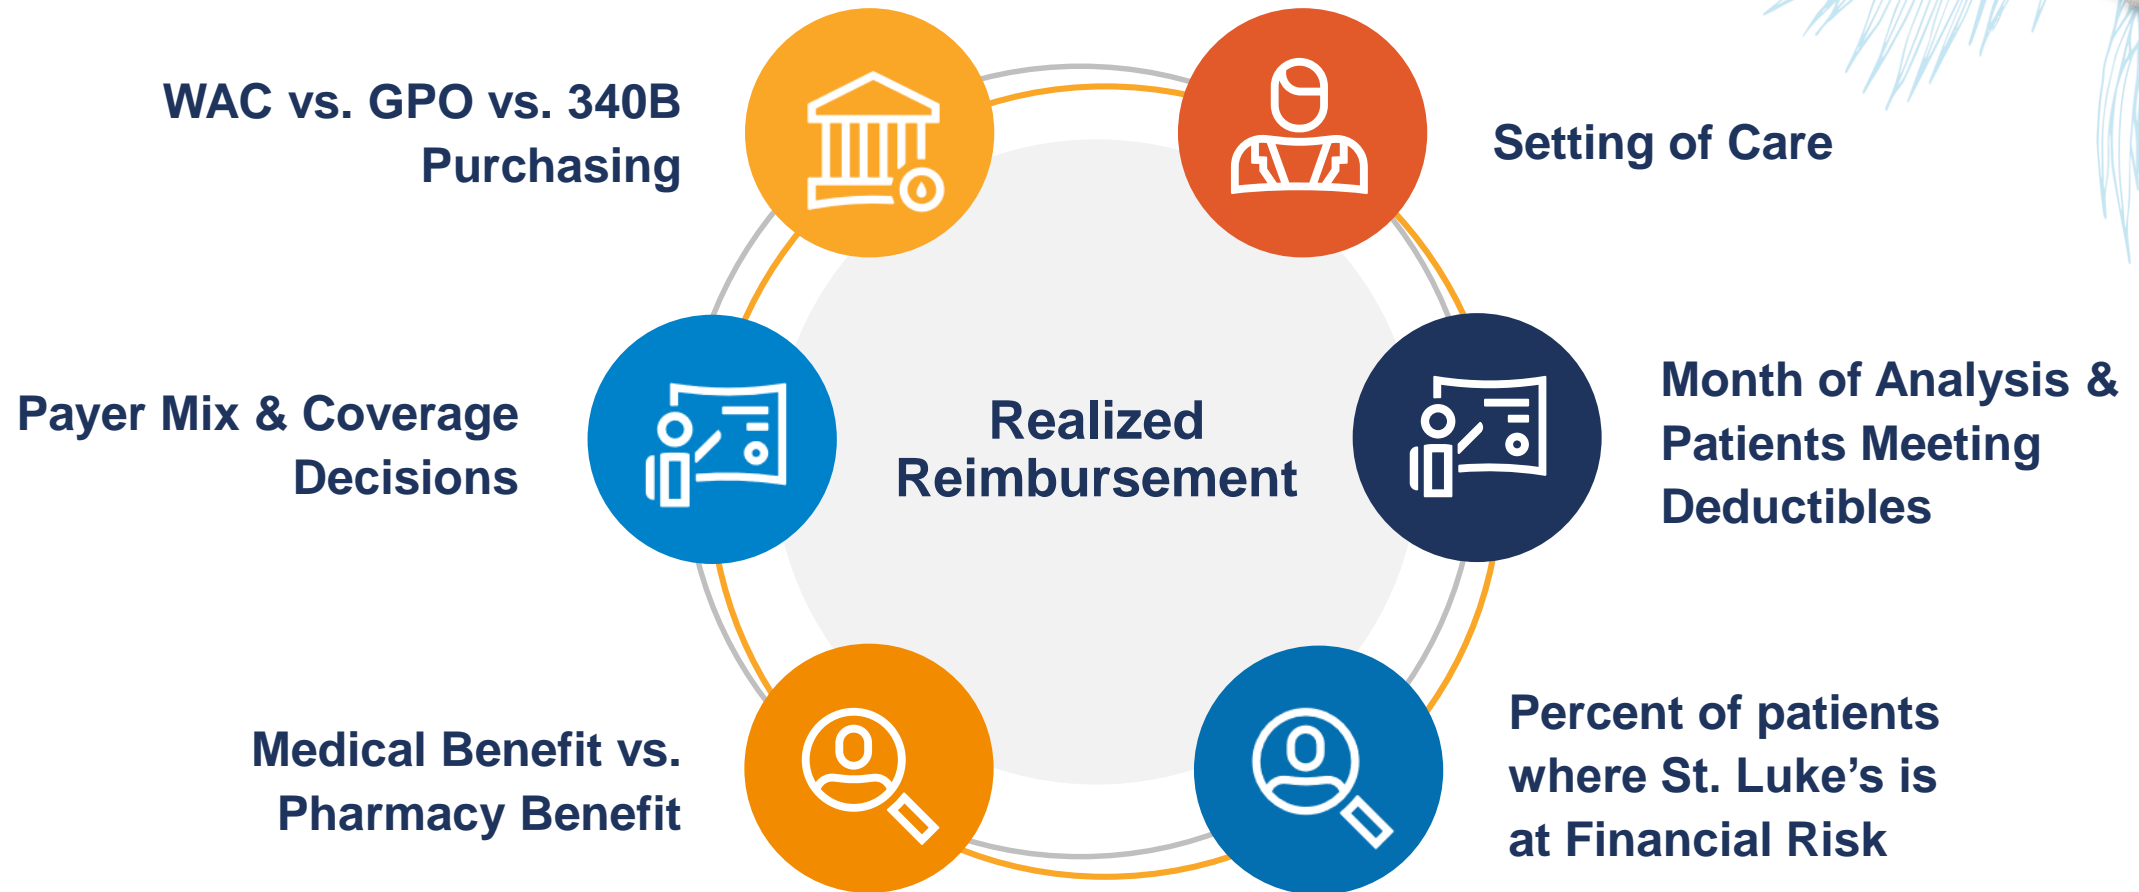 WAC vs. GPO vs. 340B
Purchasing
Setting of Care
Payer Mix & Coverage
Decisions
Realized
Reimbursement
Month of Analysis &
Patients Meeting
Deductibles
Medical Benefit vs.
Pharmacy Benefit
Percent of patients
where St. Luke’s is
at Financial Risk